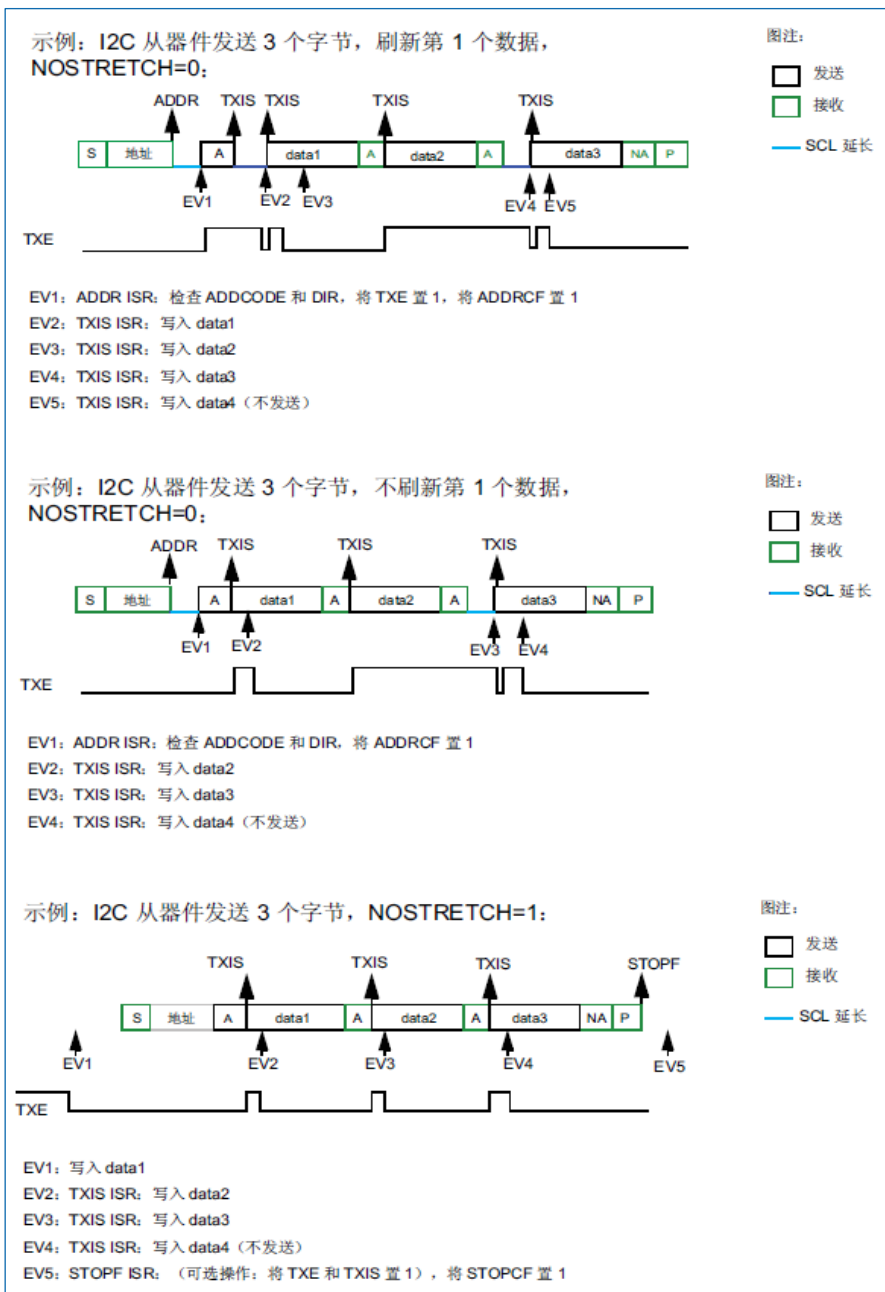 示例：I2C 从器件发送 3 个字节，刷新第 1 个数据，
NOSTRETCH=0：
图注：
发送
接收
SCL 延长
ADDR TXIS TXIS TXIS TXIS
S 地址 A data1 A data2 A data3 NA P
EV1 EV2 EV3 EV4 EV5
TXE
EV1：ADDR ISR：检查 ADDCODE 和 DIR，将 TXE 置 1，将 ADDRCF 置 1
EV2：TXIS ISR：写入 data1
EV3：TXIS ISR：写入 data2
EV4：TXIS ISR：写入 data3
EV5：TXIS ISR：写入 data4（不发送）
示例：I2C 从器件发送 3 个字节，不刷新第 1 个数据，
NOSTRETCH=0：
图注：
发送
接收
SCL 延长
ADDR TXIS TXIS TXIS
S 地址 A data1 A data2 A data3 NA P
EV1 EV2 EV3 EV4
TXE
EV1：ADDR ISR：检查 ADDCODE 和 DIR，将 ADDRCF 置 1
EV2：TXIS ISR：写入 data2
EV3：TXIS ISR：写入 data3
EV4：TXIS ISR：写入 data4（不发送）
示例：I2C 从器件发送 3 个字节，NOSTRETCH=1：
图注：
发送
接收
SCL 延长
TXIS TXIS TXIS STOPF
S 地址 A data1 A data2 A data3 NA P
EV1 EV2 EV3 EV4 EV5
TXE
EV1：写入 data1
EV2：TXIS ISR：写入 data2
EV3：TXIS ISR：写入 data3
EV4：TXIS ISR：写入 data4（不发送）
EV5：STOPF ISR：（可选操作：将 TXE 和 TXIS 置 1），将 STOPCF 置 1